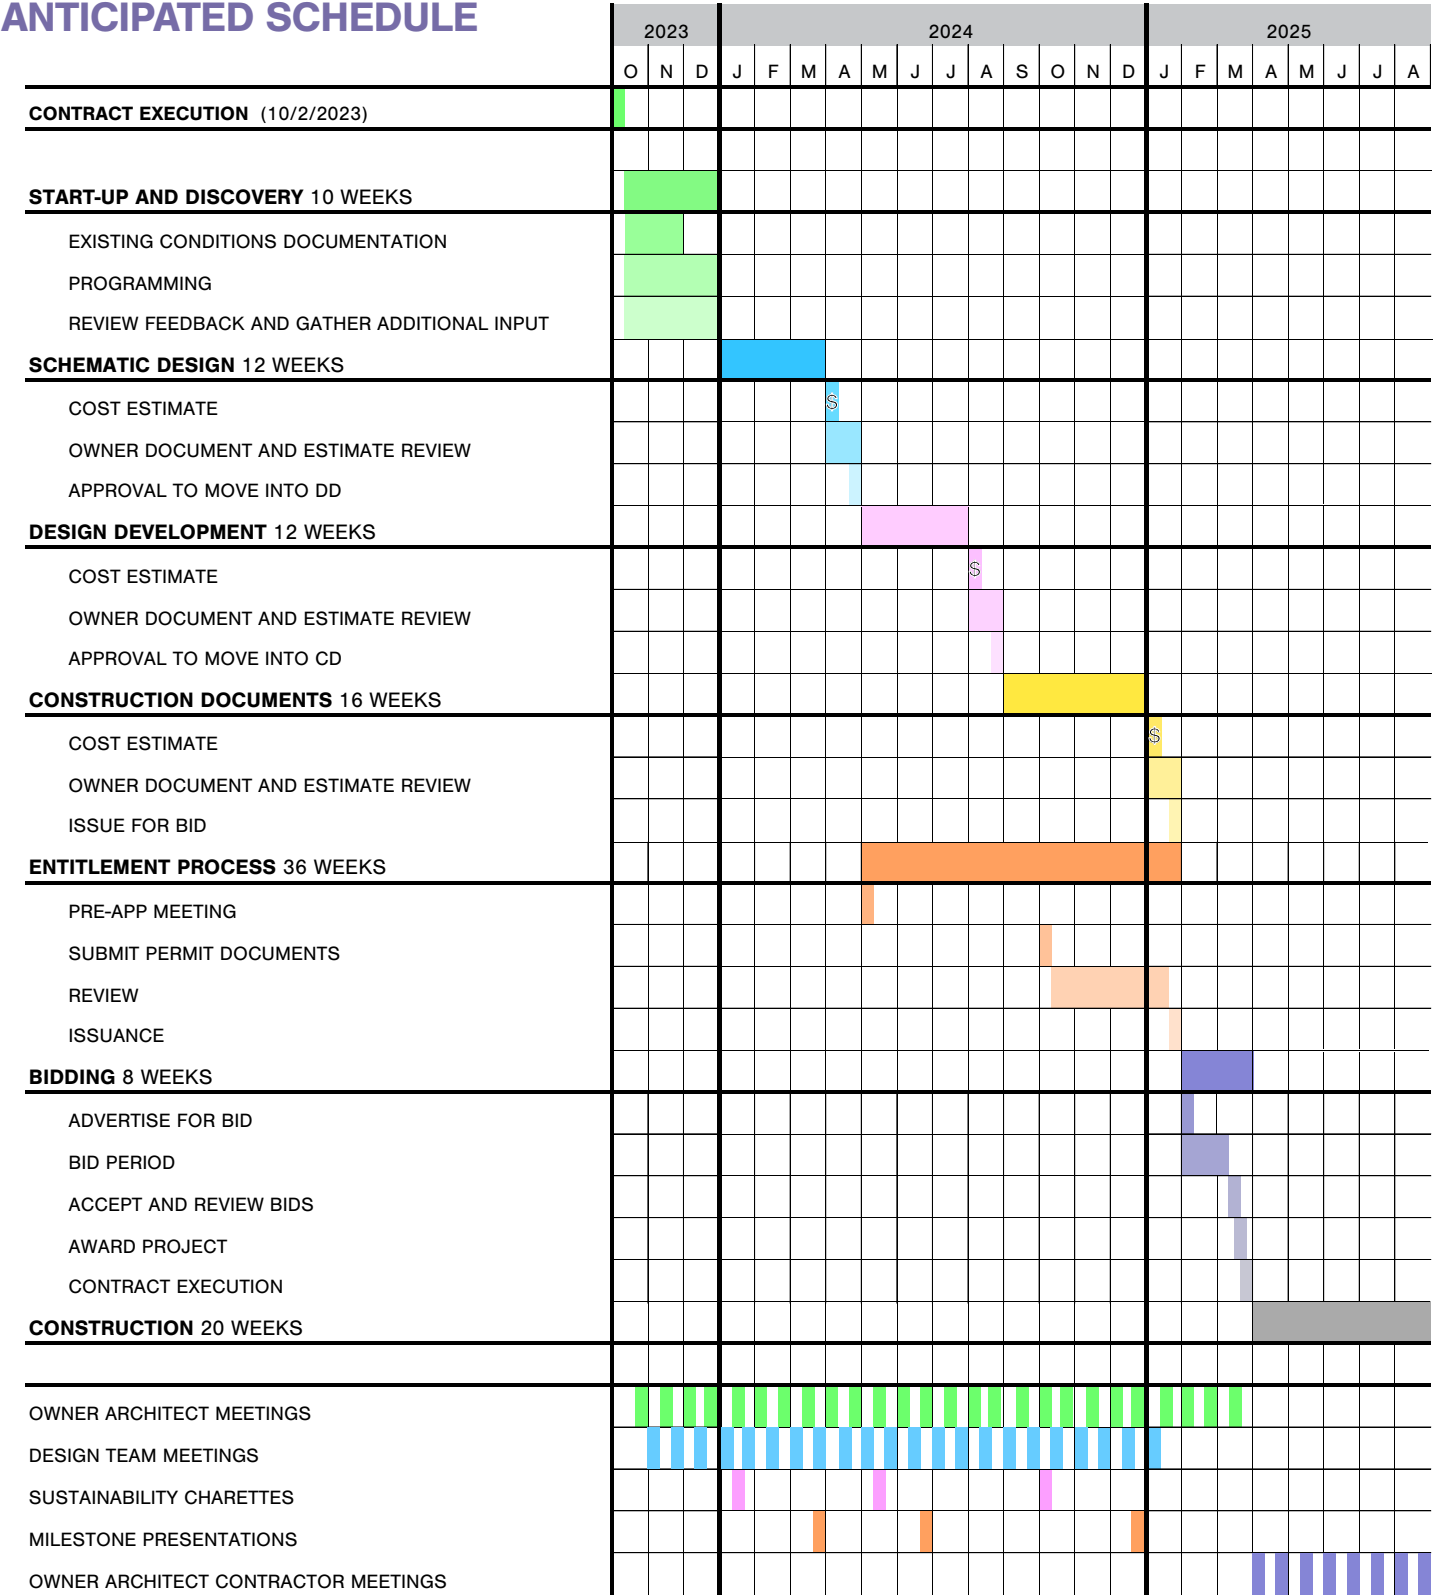 ANTICIPATED SCHEDULE
2023 2024 2025
O N D J F M A M J J A S O N D J F M A M J J A
CONTRACT EXECUTION (10/2/2023)
START-UP AND DISCOVERY 10 WEEKS
EXISTING CONDITIONS DOCUMENTATION
PROGRAMMING
REVIEW FEEDBACK AND GATHER ADDITIONAL INPUT
SCHEMATIC DESIGN 12 WEEKS
COST ESTIMATE $
OWNER DOCUMENT AND ESTIMATE REVIEW
APPROVAL TO MOVE INTO DD
DESIGN DEVELOPMENT 12 WEEKS
COST ESTIMATE $
OWNER DOCUMENT AND ESTIMATE REVIEW
APPROVAL TO MOVE INTO CD
CONSTRUCTION DOCUMENTS 16 WEEKS
COST ESTIMATE $
OWNER DOCUMENT AND ESTIMATE REVIEW
ISSUE FOR BID
ENTITLEMENT PROCESS 36 WEEKS
PRE-APP MEETING
SUBMIT PERMIT DOCUMENTS
REVIEW
ISSUANCE
BIDDING 8 WEEKS
ADVERTISE FOR BID
BID PERIOD
ACCEPT AND REVIEW BIDS
AWARD PROJECT
CONTRACT EXECUTION
CONSTRUCTION 20 WEEKS
OWNER ARCHITECT MEETINGS
DESIGN TEAM MEETINGS
SUSTAINABILITY CHARETTES
MILESTONE PRESENTATIONS
OWNER ARCHITECT CONTRACTOR MEETINGS